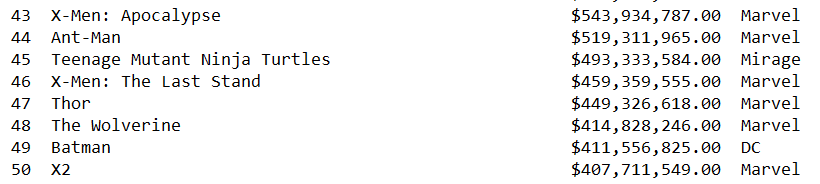 43 X-Men: Apocalypse $543,934,787.00 Marvel
44 Ant-Man $519,311,965.00 Marvel
45 Teenage Mutant Ninja Turtles $493,333,584.00 Mirage
46 X-Men: The Last Stand $459,359,555.00 Marvel
47 Thor $449,326,618.00 Marvel
48 The Wolverine $414,828,246.00 Marvel
49 Batman $411,556,825.00 DC
50 X2 $407,711,549.00 Marvel